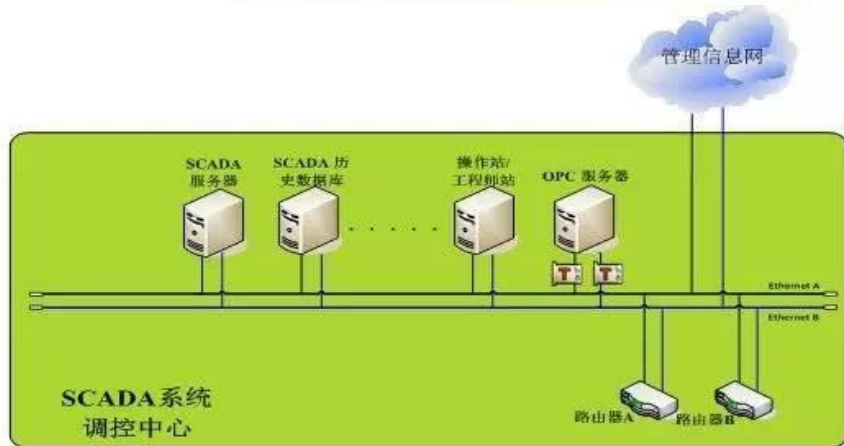 管理信息网
SCADA
服务器
SCADA 历
史数据库
操作站/
工程师站
OPC 服务器
T
T
Ethernet A
Ethernet B
SCADA系统
调控中心
路由器A
路由器B